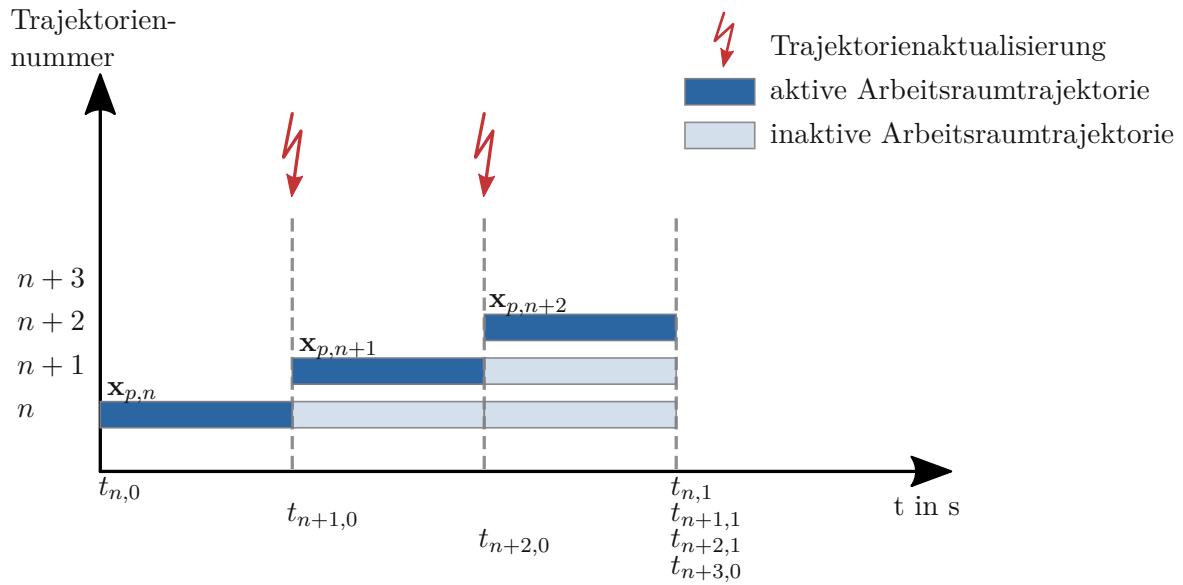 Trajektorien-
nummer
Trajektorienaktualisierung
aktive Arbeitsraumtrajektorie
inaktive Arbeitsraumtrajektorie
n + 3
n + 2
n + 1
n
x_{p,n+2}
x_{p,n+1}
x_{p,n}
t_{n,0}
t_{n+1,0}
t_{n+2,0}
t_{n,1}
t_{n+1,1}
t_{n+2,1}
t_{n+3,0}
t in s